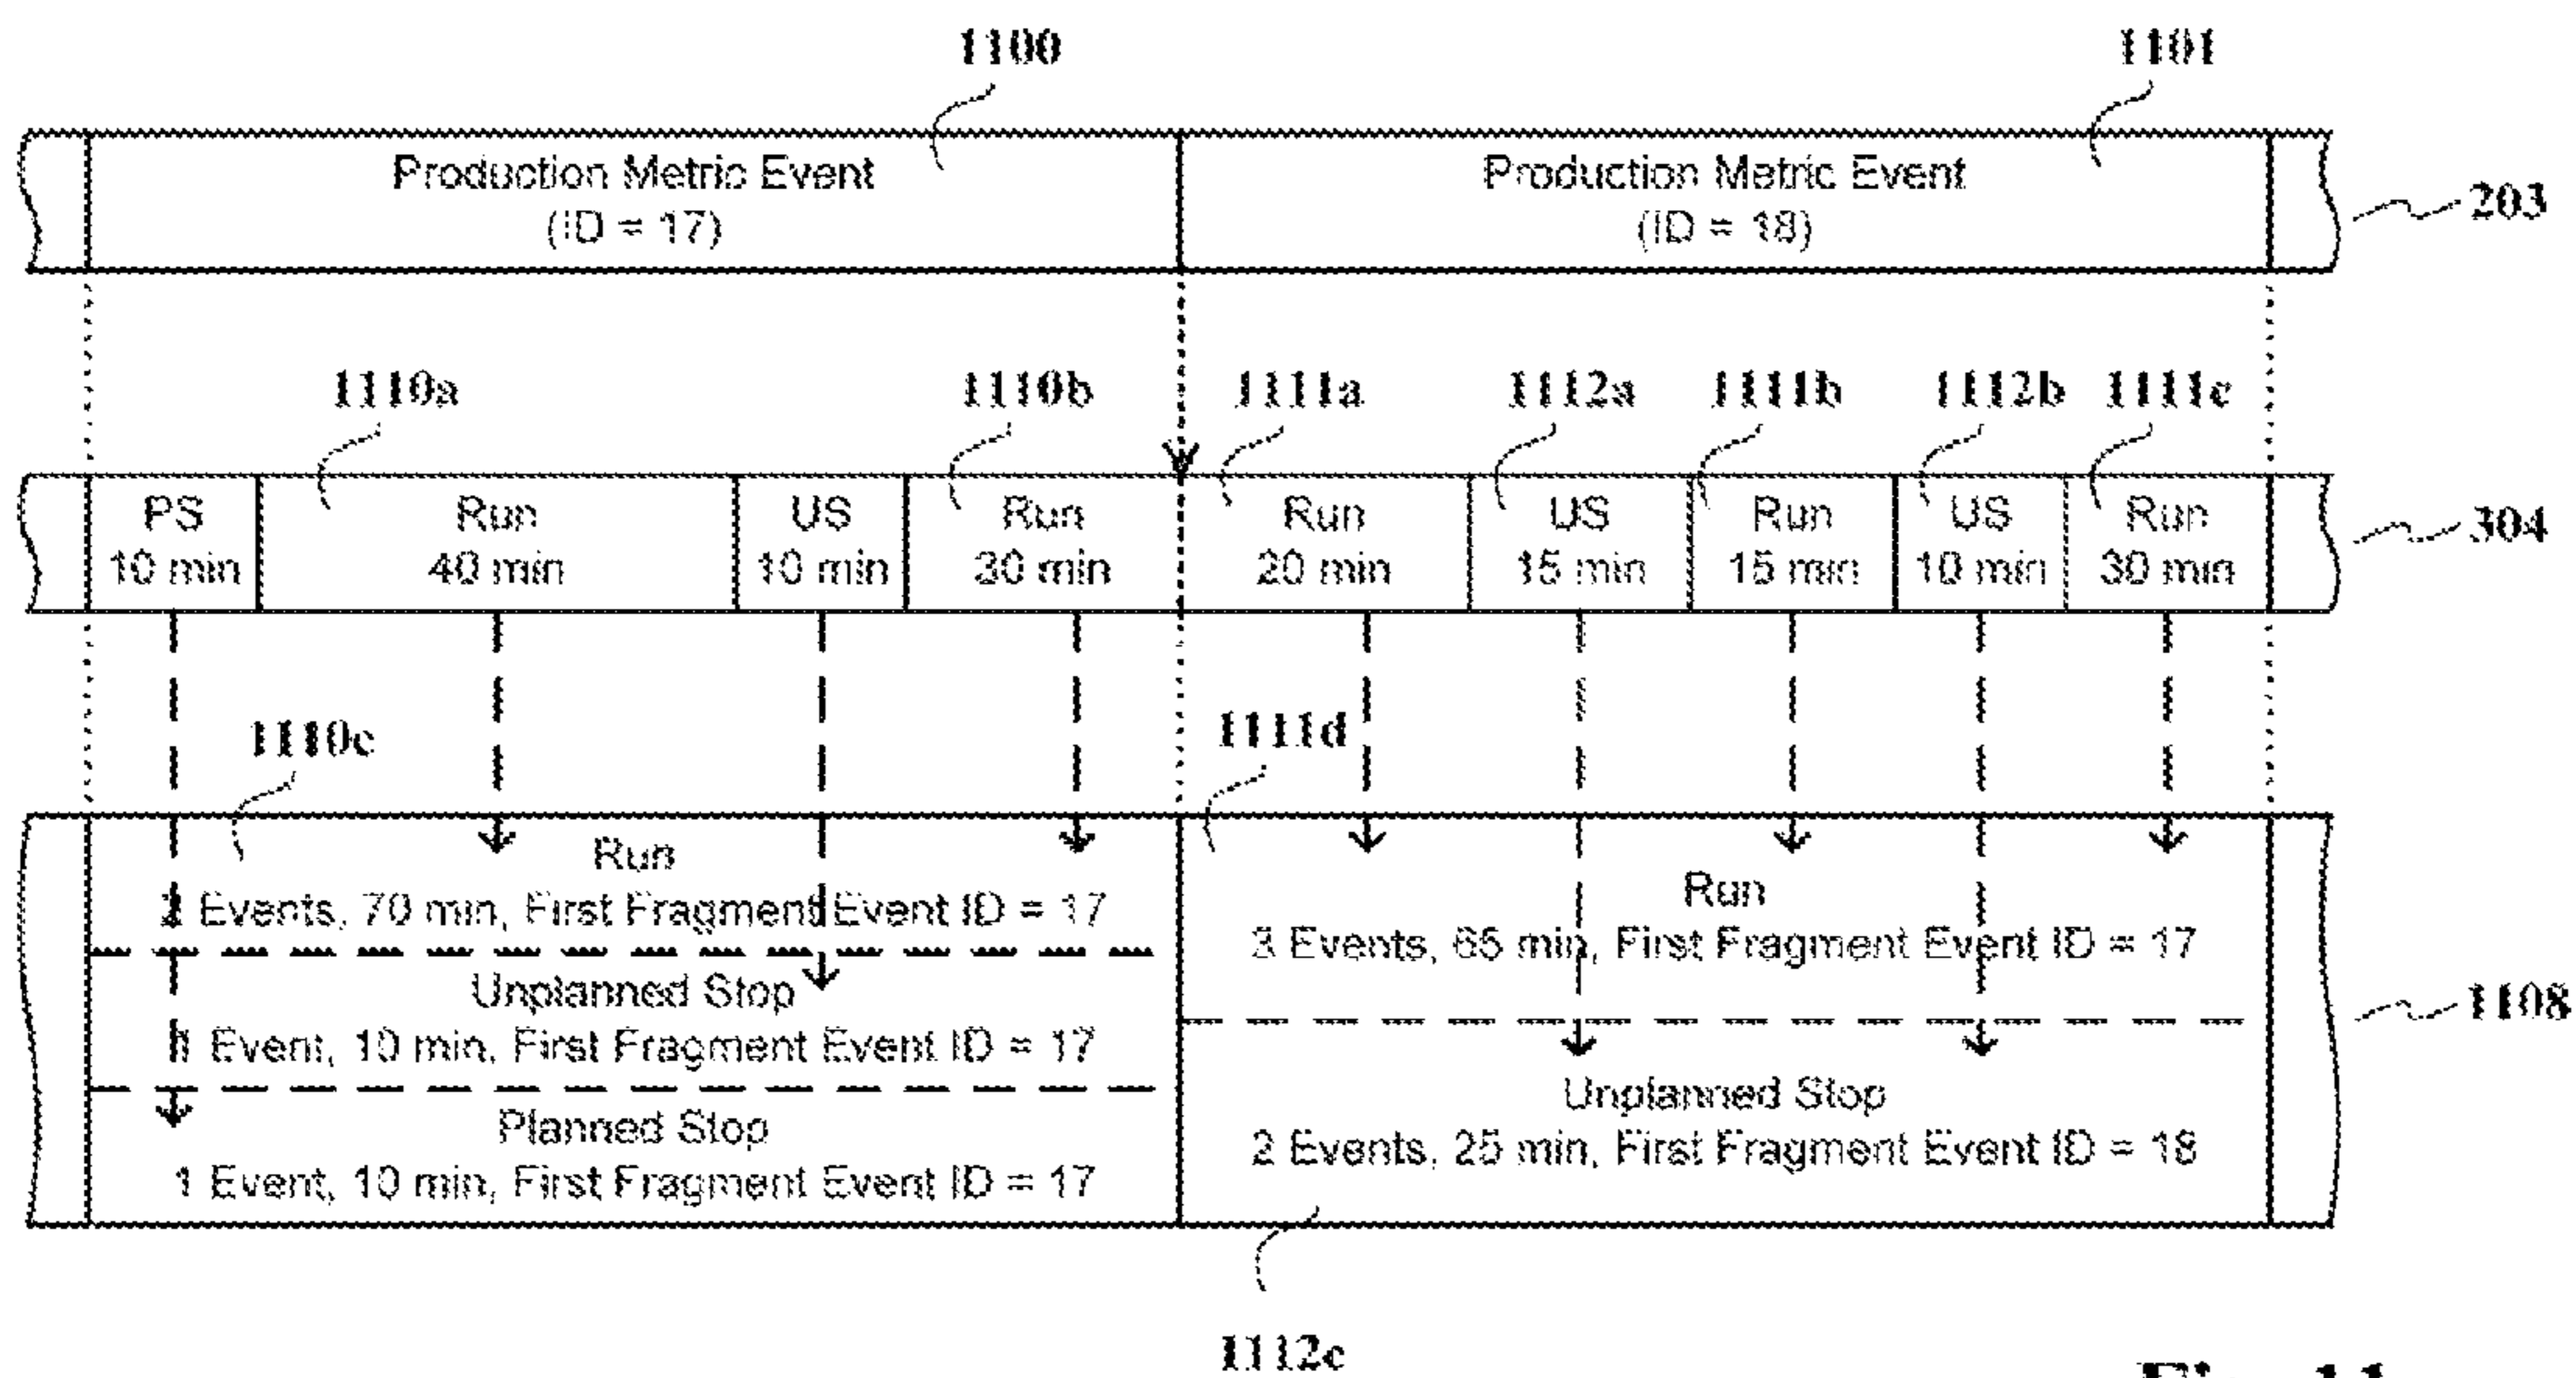 1100
1101
Production Metric Event
(ID = 17)
Production Metric Event
(ID = 18)
203
1110a
1110b
1111a
1112a
1111b
1112b
1111c
PS
10 min
Run
40 min
US
10 min
Run
30 min
Run
20 min
US
15 min
Run
15 min
US
10 min
Run
30 min
304
1110c
1111d
Run
2 Events, 70 min, First Fragment Event ID = 17
Unplanned Stop
1 Event, 10 min, First Fragment Event ID = 17
Planned Stop
1 Event, 10 min, First Fragment Event ID = 17
Run
3 Events, 65 min, First Fragment Event ID = 17
Unplanned Stop
2 Events, 25 min, First Fragment Event ID = 18
1108
1112c